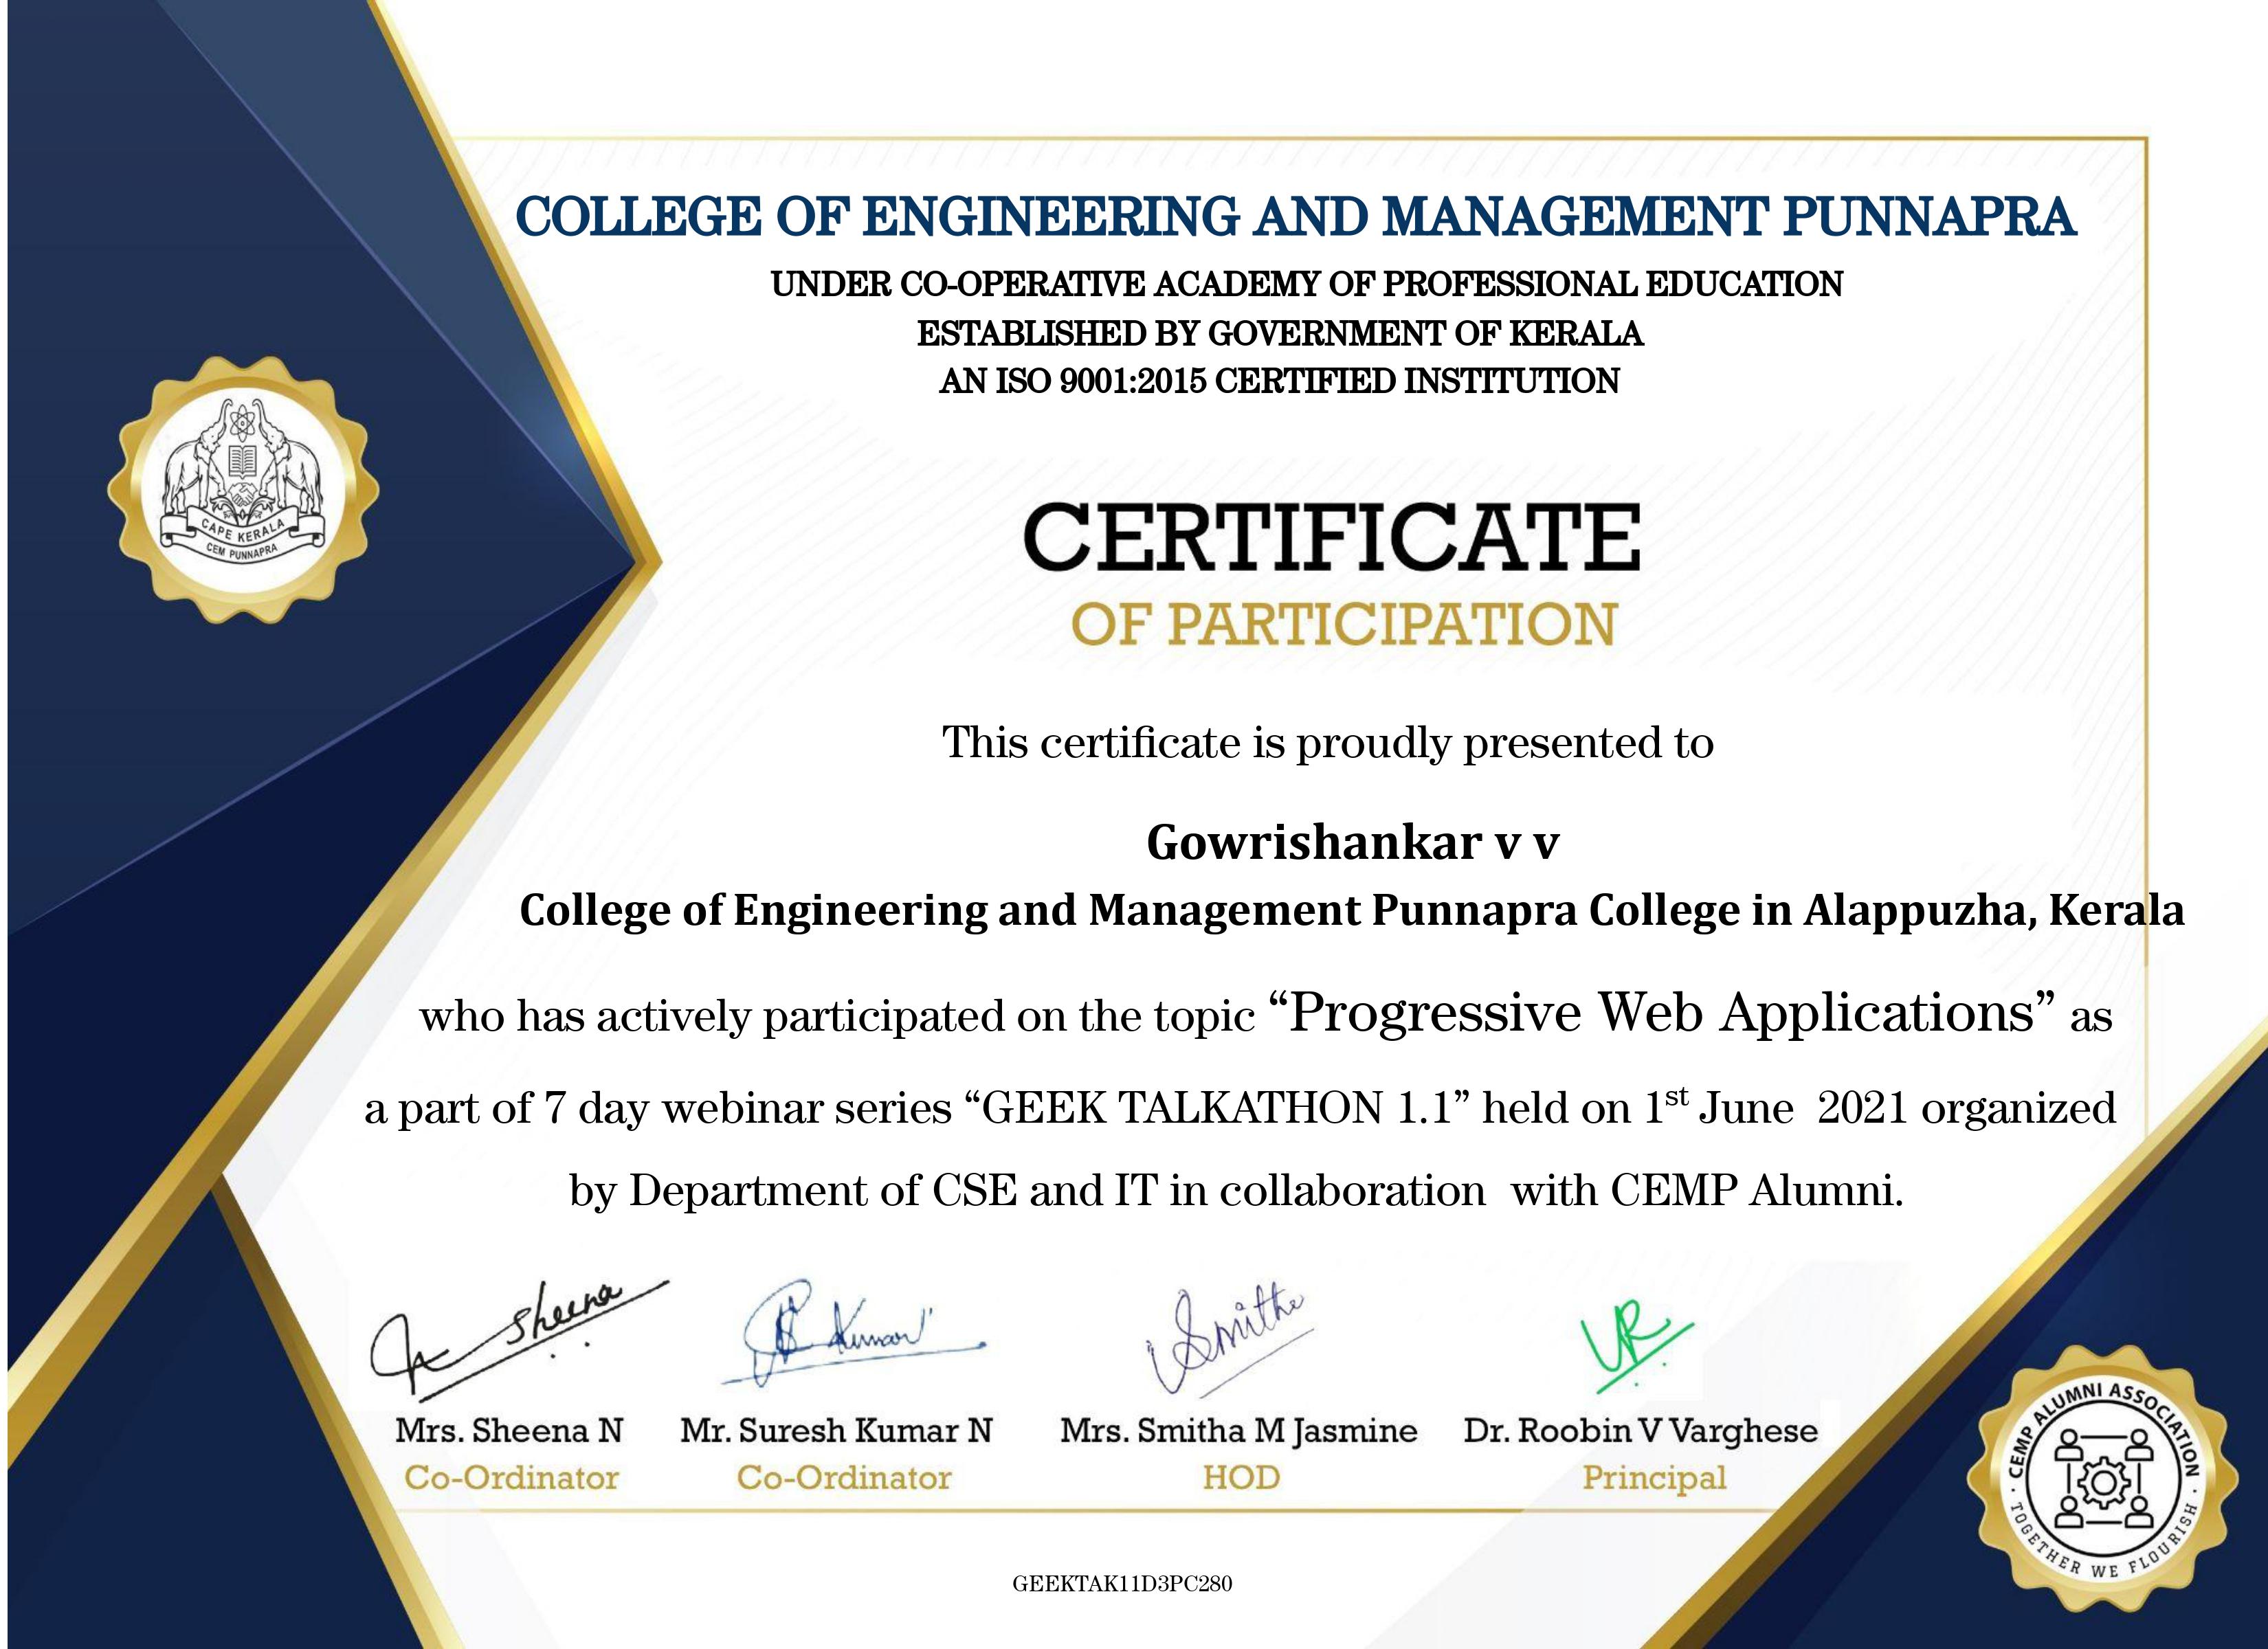 COLLEGE OF ENGINEERING AND MANAGEMENT PUNNAPRA
UNDER CO-OPERATIVE ACADEMY OF PROFESSIONAL EDUCATION
ESTABLISHED BY GOVERNMENT OF KERALA
AN ISO 9001:2015 CERTIFIED INSTITUTION
CAPE KERALA
CEM PUNNAPRA
CERTIFICATE
OF PARTICIPATION
This certificate is proudly presented to
Gowrishankar v v
College of Engineering and Management Punnapra College in Alappuzha, Kerala
who has actively participated on the topic “Progressive Web Applications” as
a part of 7 day webinar series “GEEK TALKATHON 1.1” held on 1st June 2021 organized
by Department of CSE and IT in collaboration with CEMP Alumni.
Sheena
Kumar
Smitha
VR
Mrs. Sheena N
Mr. Suresh Kumar N
Mrs. Smitha M Jasmine
Dr. Roobin V Varghese
Co-Ordinator
Co-Ordinator
HOD
Principal
· CEMP ALUMNI ASSOCIATION ·
TOGETHER WE FLOURISH
GEEKTAK11D3PC280